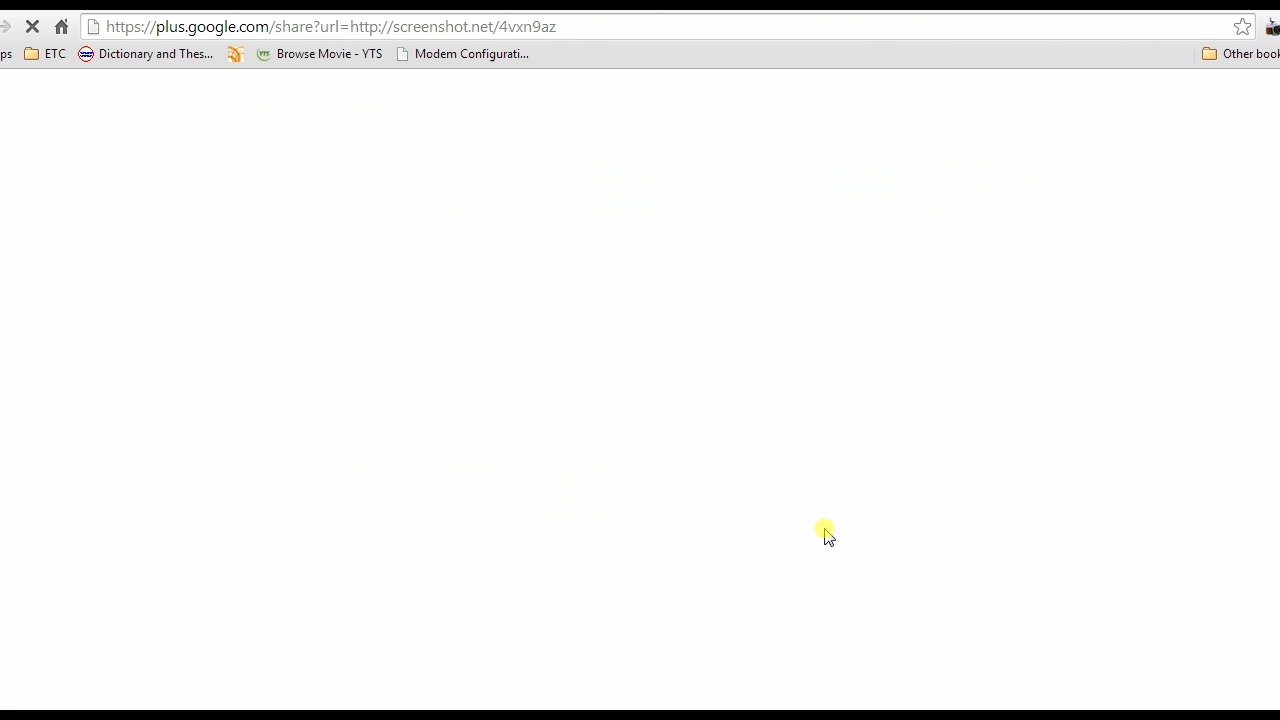 https://plus.google.com/share?url=http://screenshot.net/4vxn9az
ps ETC Dictionary and Thes... YTS Browse Movie - YTS Modem Configurati... Other book